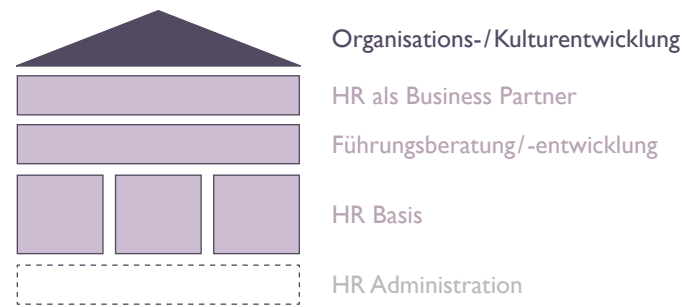 Organisations-/Kulturentwicklung
HR als Business Partner
Führungsberatung/-entwicklung
HR Basis
HR Administration